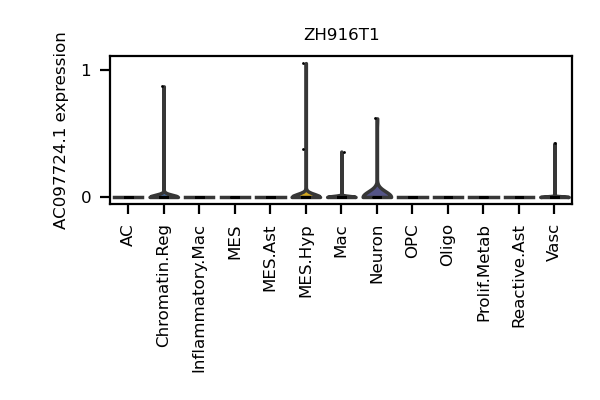 ZH916T1
AC097724.1 expression
1
0
AC
Chromatin.Reg
Inflammatory.Mac
MES
MES.Ast
MES.Hyp
Mac
Neuron
OPC
Oligo
Prolif.Metab
Reactive.Ast
Vasc